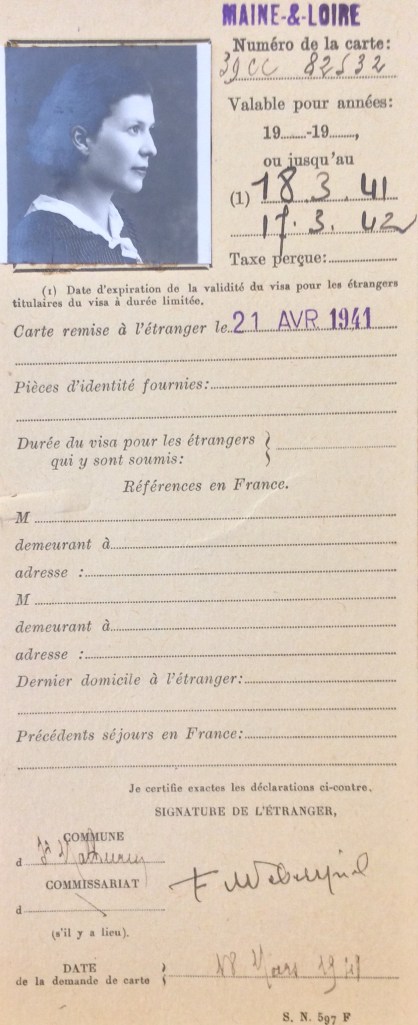 MAINE-&-LOIRE
Numéro de la carte:
39CC 82532
Valable pour années:
19......-19......,
ou jusqu'au
(1) 18.3.41
17.3.42
Taxe perçue:
(1) Date d'expiration de la validité du visa pour les étrangers
titulaires du visa à durée limitée.
Carte remise à l'étranger le 21 AVR 1941
Pièces d'identité fournies:
Durée du visa pour les étrangers }
qui y sont soumis:
Références en France.
M
demeurant à
adresse :
M
demeurant à
adresse :
Dernier domicile à l'étranger:
Précédents séjours en France:
Je certifie exactes les déclarations ci-contre.
SIGNATURE DE L'ÉTRANGER,
COMMUNE
d
COMMISSARIAT
d
(s'il y a lieu).
DATE
de la demande de carte } 18 Mars 1941
S. N. 597 F